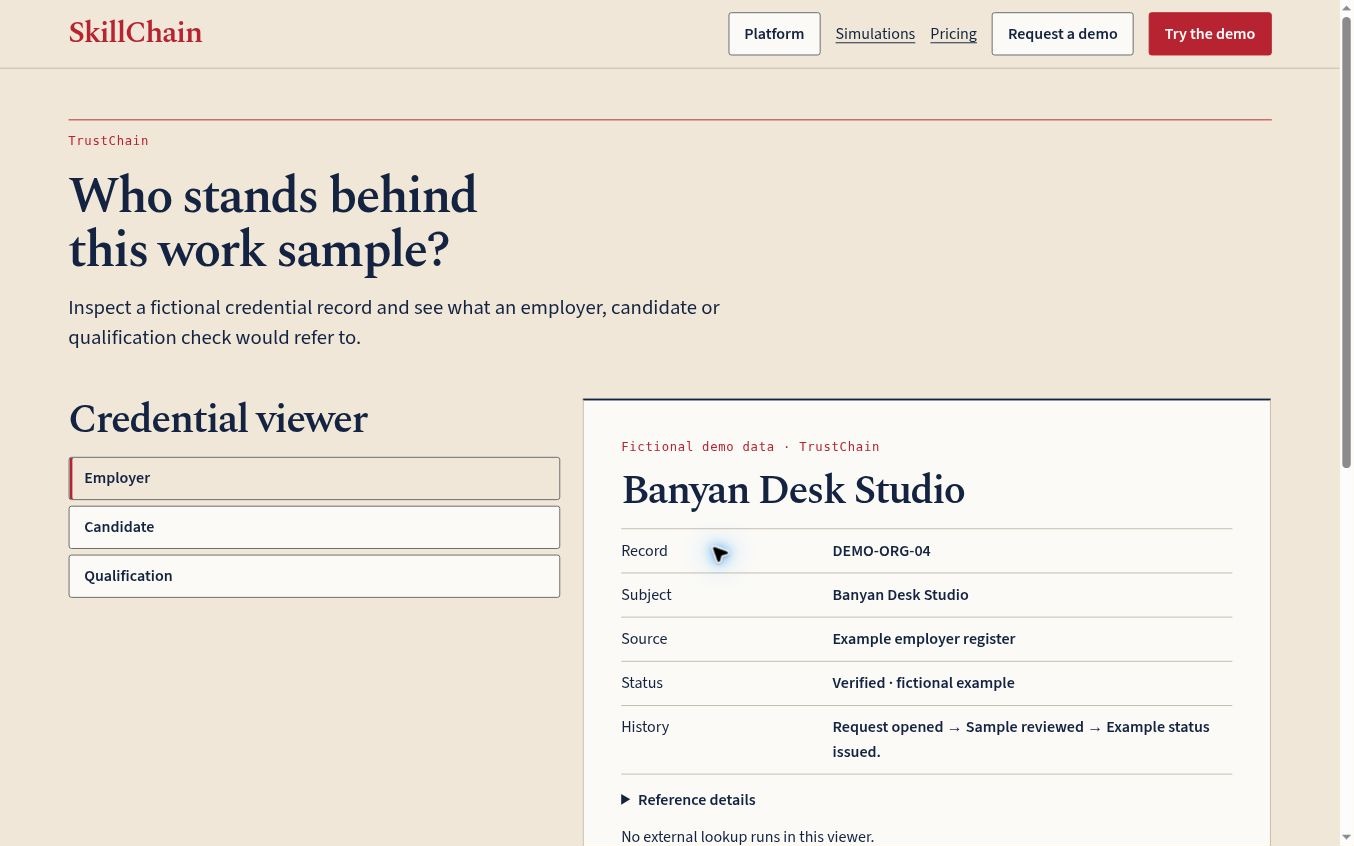 SkillChain
Platform
Simulations
Pricing
Request a demo
Try the demo
TrustChain
Who stands behind
this work sample?
Inspect a fictional credential record and see what an employer, candidate or
qualification check would refer to.
Credential viewer
Employer
Candidate
Qualification
Fictional demo data · TrustChain
Banyan Desk Studio
Record DEMO-ORG-04
Subject Banyan Desk Studio
Source Example employer register
Status Verified · fictional example
History Request opened → Sample reviewed → Example status
issued.
▶ Reference details
No external lookup runs in this viewer.